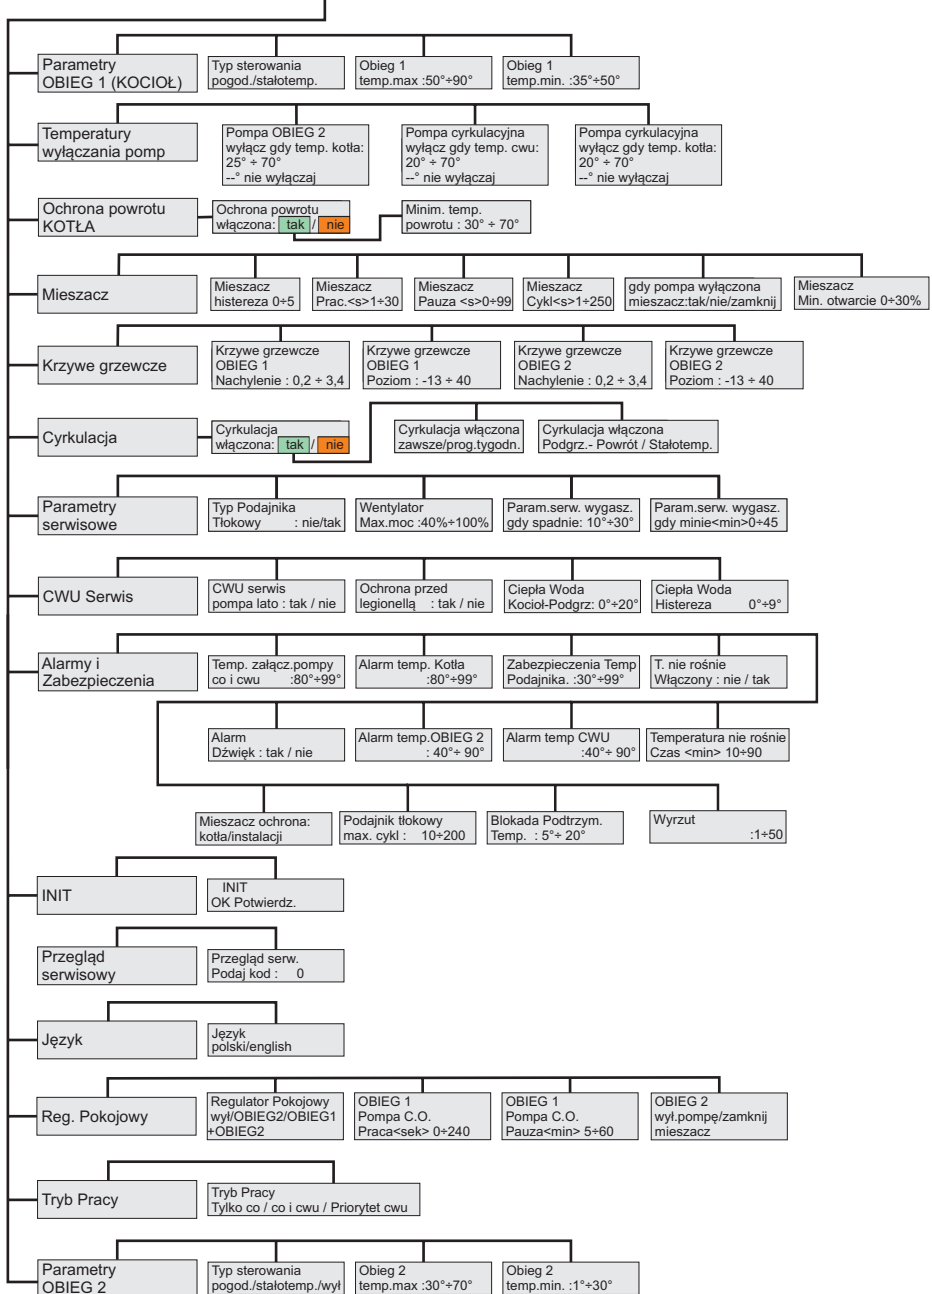 Parametry
OBIEG 1 (KOCIOŁ)
Typ sterowania
pogod./stałotemp.
Obieg 1
temp.max :50°÷90°
Obieg 1
temp.min. :35°÷50°
Temperatury
wyłączania pomp
Pompa OBIEG 2
wyłącz gdy temp. kotła:
25° ÷ 70°
--° nie wyłączaj
Pompa cyrkulacyjna
wyłącz gdy temp. cwu:
20° ÷ 70°
--° nie wyłączaj
Pompa cyrkulacyjna
wyłącz gdy temp. kotła:
20° ÷ 70°
--° nie wyłączaj
Ochrona powrotu
KOTŁA
Ochrona powrotu
włączona: tak / nie
Minim. temp.
powrotu : 30° ÷ 70°
Mieszacz
Mieszacz
histereza 0÷5
Mieszacz
Prac.<s>1÷30
Mieszacz
Pauza <s>0÷99
Mieszacz
Cykl<s>1÷250
gdy pompa wyłączona
mieszacz:tak/nie/zamknij
Mieszacz
Min. otwarcie 0÷30%
Krzywe grzewcze
Krzywe grzewcze
OBIEG 1
Nachylenie : 0,2 ÷ 3,4
Krzywe grzewcze
OBIEG 1
Poziom : -13 ÷ 40
Krzywe grzewcze
OBIEG 2
Nachylenie : 0,2 ÷ 3,4
Krzywe grzewcze
OBIEG 2
Poziom : -13 ÷ 40
Cyrkulacja
Cyrkulacja
włączona: tak / nie
Cyrkulacja włączona
zawsze/prog.tygodn.
Cyrkulacja włączona
Podgrz.- Powrót / Stałotemp.
Parametry
serwisowe
Typ Podajnika
Tłokowy : nie/tak
Wentylator
Max.moc :40%÷100%
Param.serw. wygasz.
gdy spadnie: 10°÷30°
Param.serw. wygasz.
gdy minie<min>0÷45
CWU Serwis
CWU serwis
pompa lato : tak / nie
Ochrona przed
legionellą : tak / nie
Ciepła Woda
Kocioł-Podgrz: 0°÷20°
Ciepła Woda
Histereza 0°÷9°
Alarmy i
Zabezpieczenia
Temp. załącz.pompy
co i cwu :80°÷99°
Alarm temp. Kotła
:80°÷99°
Zabezpieczenia Temp
Podajnika. :30°÷99°
T. nie rośnie
Włączony : nie / tak
Alarm
Dźwięk : tak / nie
Alarm temp.OBIEG 2
: 40°÷ 90°
Alarm temp CWU
:40°÷ 90°
Temperatura nie rośnie
Czas <min> 10÷90
Mieszacz ochrona:
kotła/instalacji
Podajnik tłokowy
max. cykl : 10÷200
Blokada Podtrzym.
Temp. : 5°÷ 20°
Wyrzut
:1÷50
INIT
INIT
OK Potwierdz.
Przegląd
serwisowy
Przegląd serw.
Podaj kod : 0
Język
Język
polski/english
Reg. Pokojowy
Regulator Pokojowy
wył/OBIEG2/OBIEG1
+OBIEG2
OBIEG 1
Pompa C.O.
Praca<sek> 0÷240
OBIEG 1
Pompa C.O.
Pauza<min> 5÷60
OBIEG 2
wył.pompę/zamknij
mieszacz
Tryb Pracy
Tryb Pracy
Tylko co / co i cwu / Priorytet cwu
Parametry
OBIEG 2
Typ sterowania
pogod./stałotemp./wył
Obieg 2
temp.max :30°÷70°
Obieg 2
temp.min. :1°÷30°